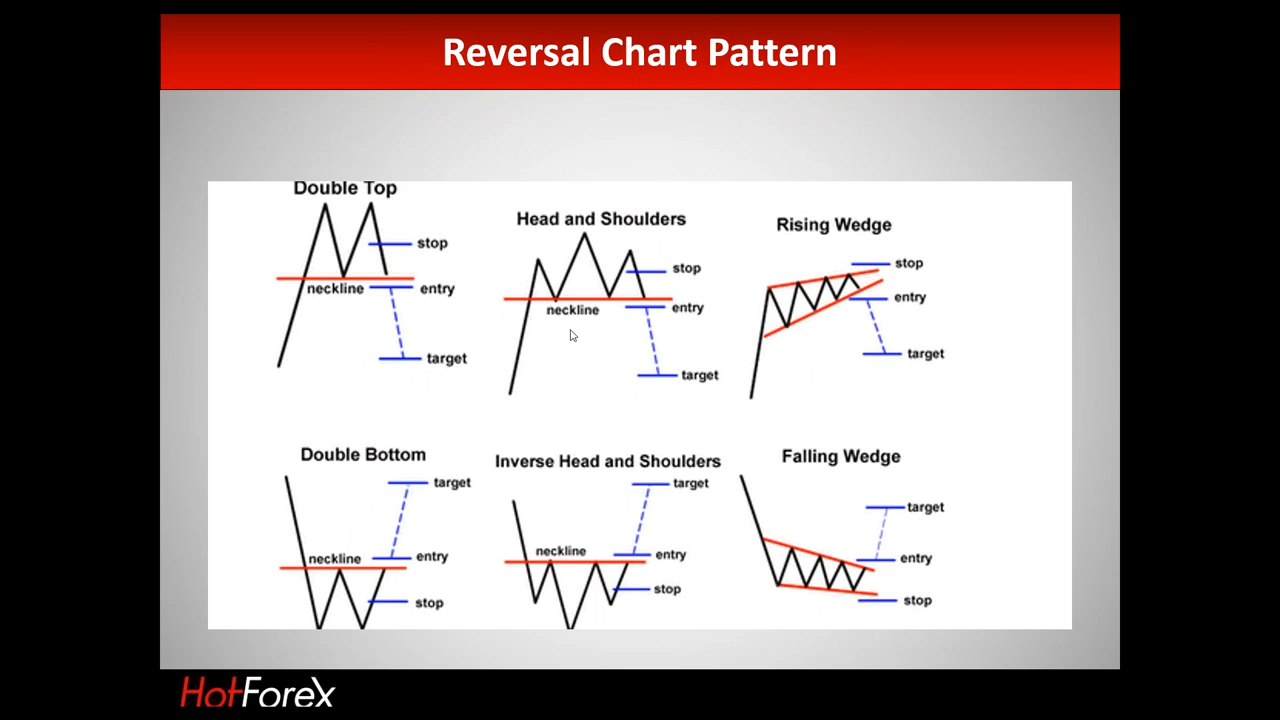 Reversal Chart Pattern
Double Top
stop
neckline
entry
target
Head and Shoulders
stop
neckline
entry
target
Rising Wedge
stop
entry
target
Double Bottom
target
neckline
entry
stop
Inverse Head and Shoulders
target
neckline
entry
stop
Falling Wedge
target
entry
stop
HotForex